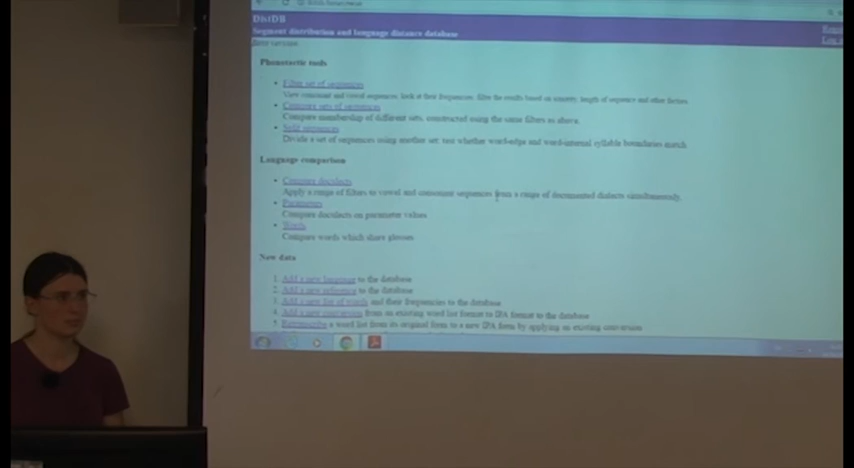 DistDB
Segment distribution and language distance database
Beta version
Phonotactic tools
Filter set of sequences
View consonant and vowel sequences, look at their frequencies, filter the results based on sonority, length of sequence and other factors
Compare sets of sequences
Compare membership of different sets, constructed using the same filters as above.
Split sequences
Divide a set of sequences using another set; test whether word-edge and word-internal syllable boundaries match.
Language comparison
Compare doculects
Apply a range of filters to vowel and consonant sequences from a range of documented dialects simultaneously.
Parameters
Compare doculects on parameter values
Words
Compare words which share glosses
New data
1. Add a new language to the database
2. Add a new reference to the database
3. Add a new list of words and their frequencies to the database
4. Add a new conversion from an existing word list format to IPA format to the database
5. Retranscribe a word list from its original form to a new IPA form by applying an existing conversion